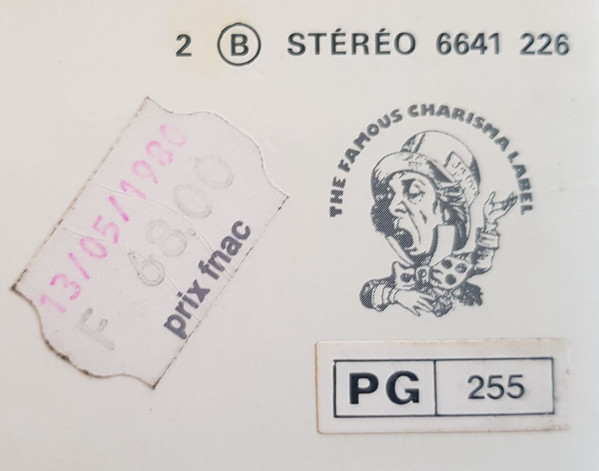 2 Ⓑ STÉRÉO 6641 226
THE FAMOUS CHARISMA LABEL
13/05/1980
F 68.00
prix fnac
PG 255